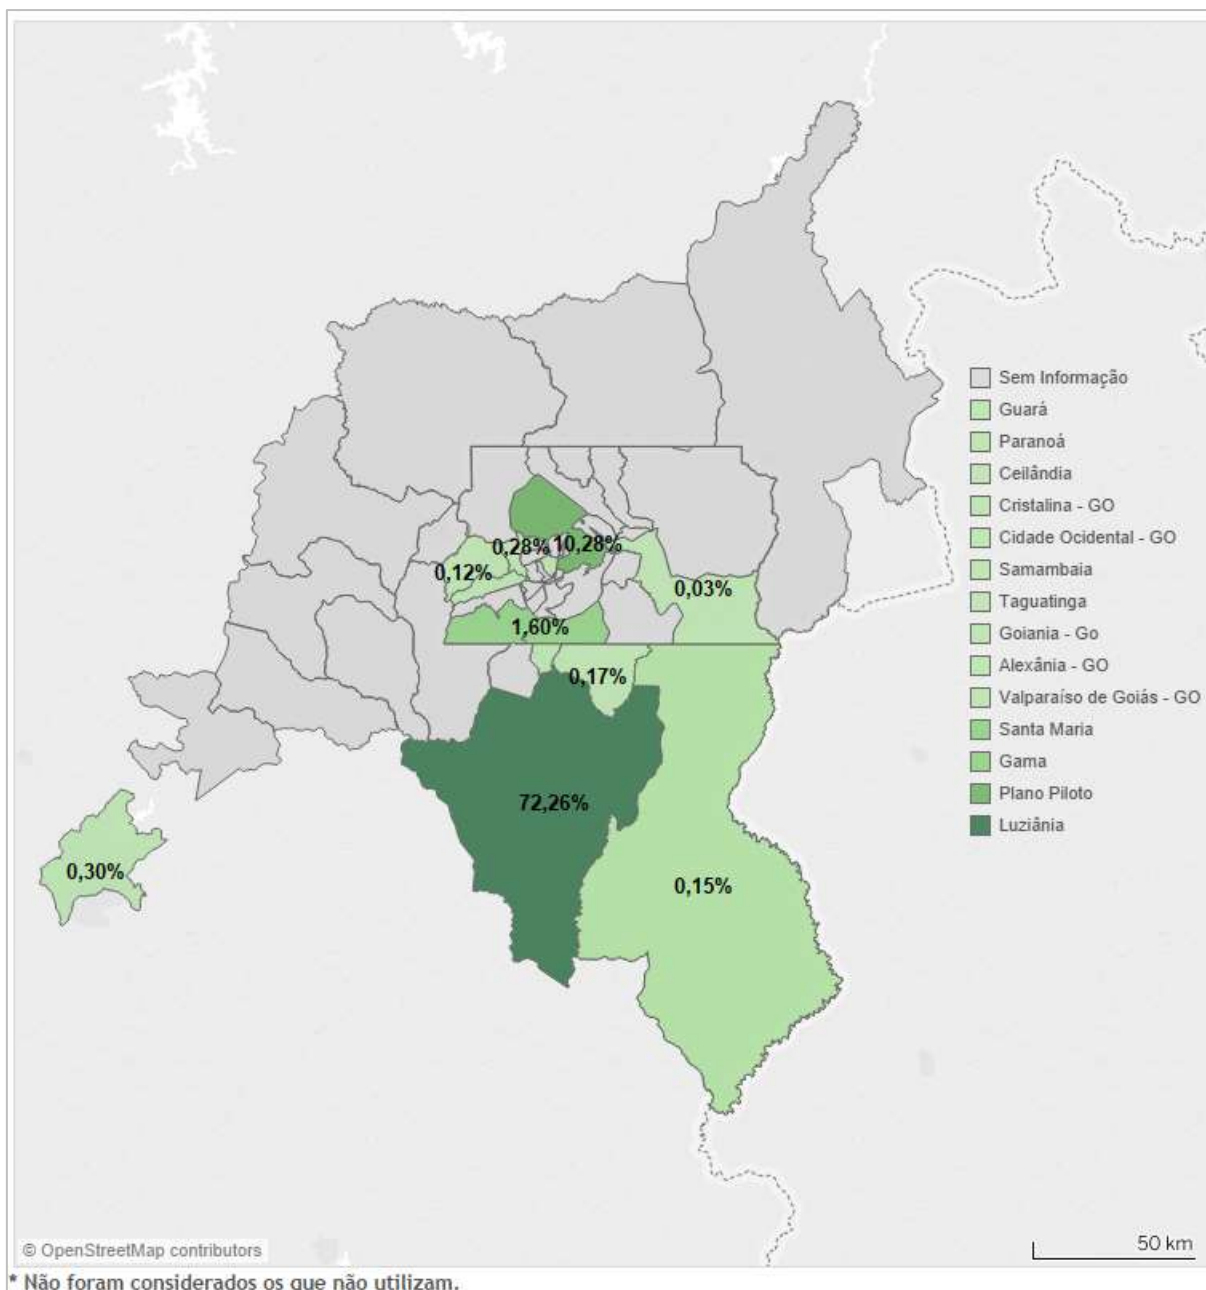 Sem Informação
Guará
Paranoá
Ceilândia
Cristalina - GO
Cidade Ocidental - GO
Samambaia
Taguatinga
Goiania - Go
Alexânia - GO
Valparaíso de Goiás - GO
Santa Maria
Gama
Plano Piloto
Luziânia
0,28% 10,28%
0,12%
0,03%
1,60%
0,17%
72,26%
0,30%
0,15%
50 km
© OpenStreetMap contributors
* Não foram considerados os que não utilizam.